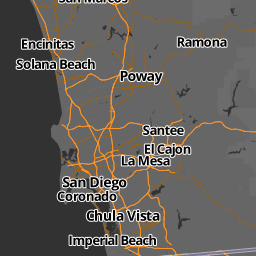 San Marcos
Encinitas
Ramona
Solana Beach
Poway
Santee
El Cajon
La Mesa
San Diego
Coronado
Chula Vista
Imperial Beach